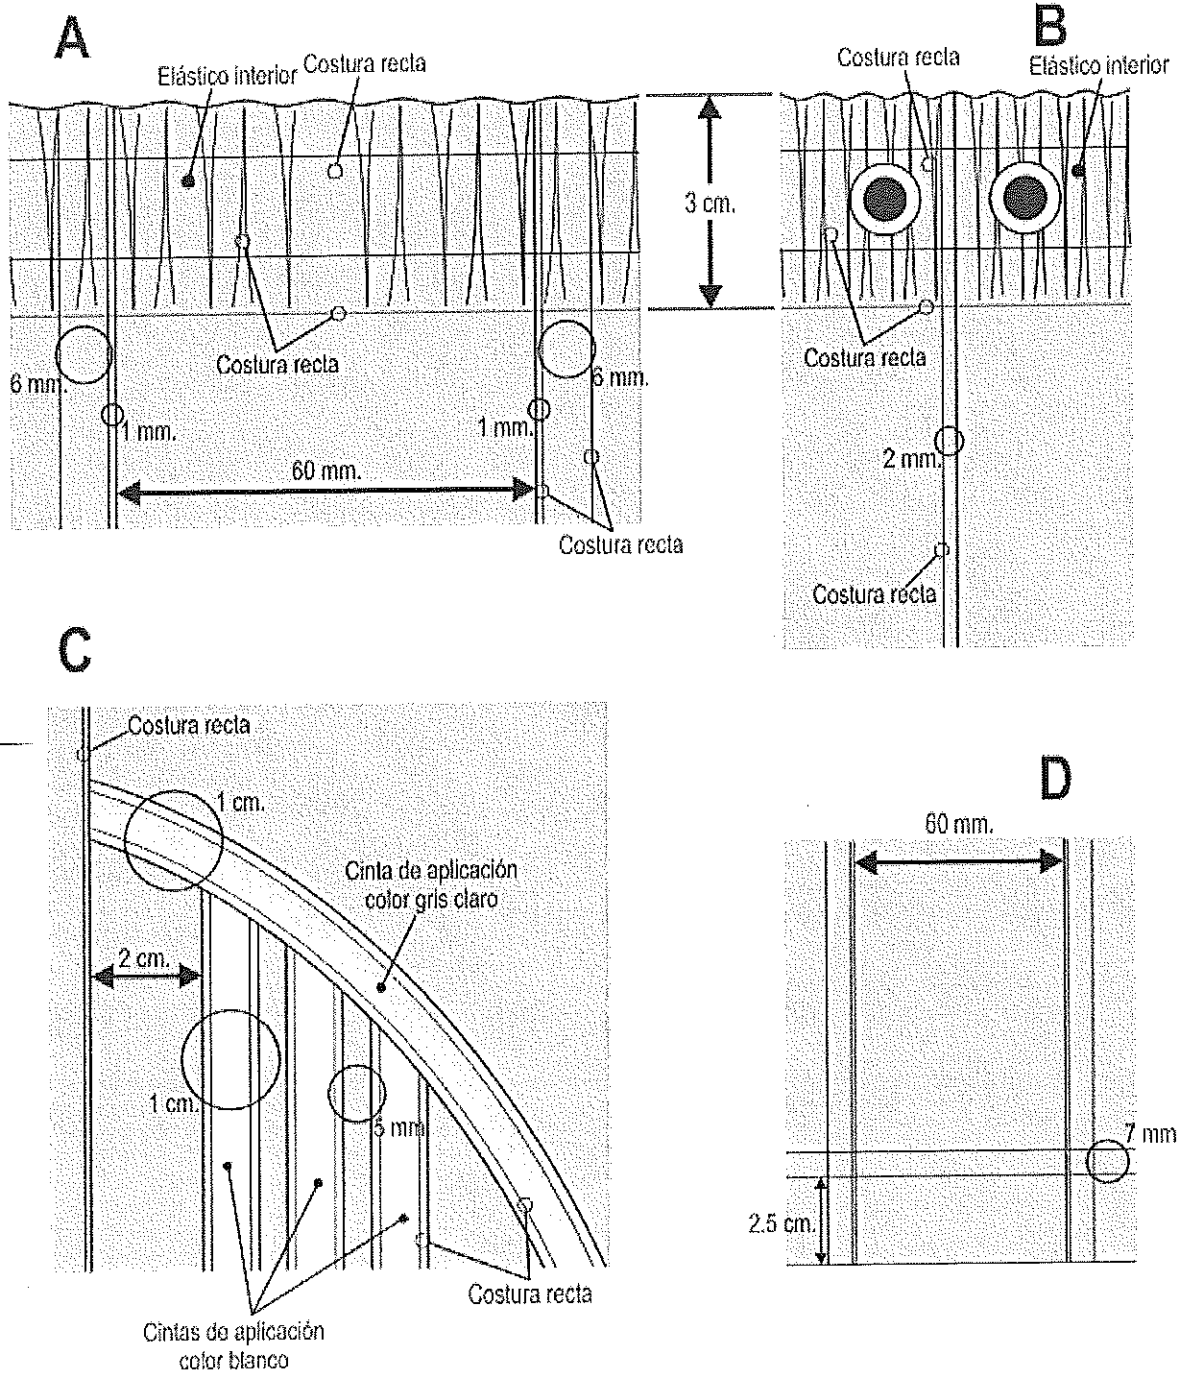 A
Elástico interior
Costura recta
Costura recta
6 mm.
1 mm.
60 mm.
1 mm.
6 mm.
Costura recta
3 cm.
B
Costura recta
Elástico interior
Costura recta
2 mm.
Costura recta
C
Costura recta
1 cm.
Cinta de aplicación
color gris claro
2 cm.
1 cm.
5 mm
Costura recta
Cintas de aplicación
color blanco
D
60 mm.
7 mm
2.5 cm.